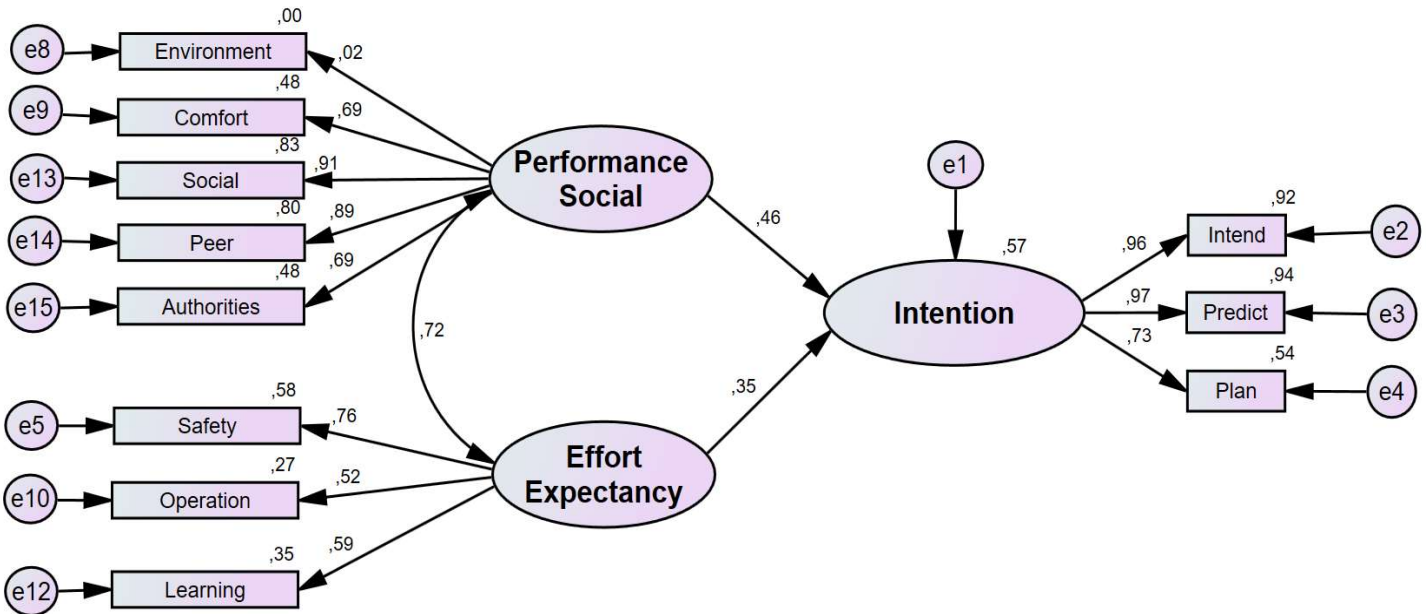 ,00
e8
Environment
,02
,48
e9
Comfort
,69
,83
e13
Social
,91
,80
e14
Peer
,89
,48
e15
Authorities
,69
Performance
Social
,72
,58
e5
Safety
,76
,27
e10
Operation
,52
,35
e12
Learning
,59
Effort
Expectancy
,46
,35
e1
,57
Intention
,96
,92
Intend
e2
,97
,94
Predict
e3
,73
,54
Plan
e4